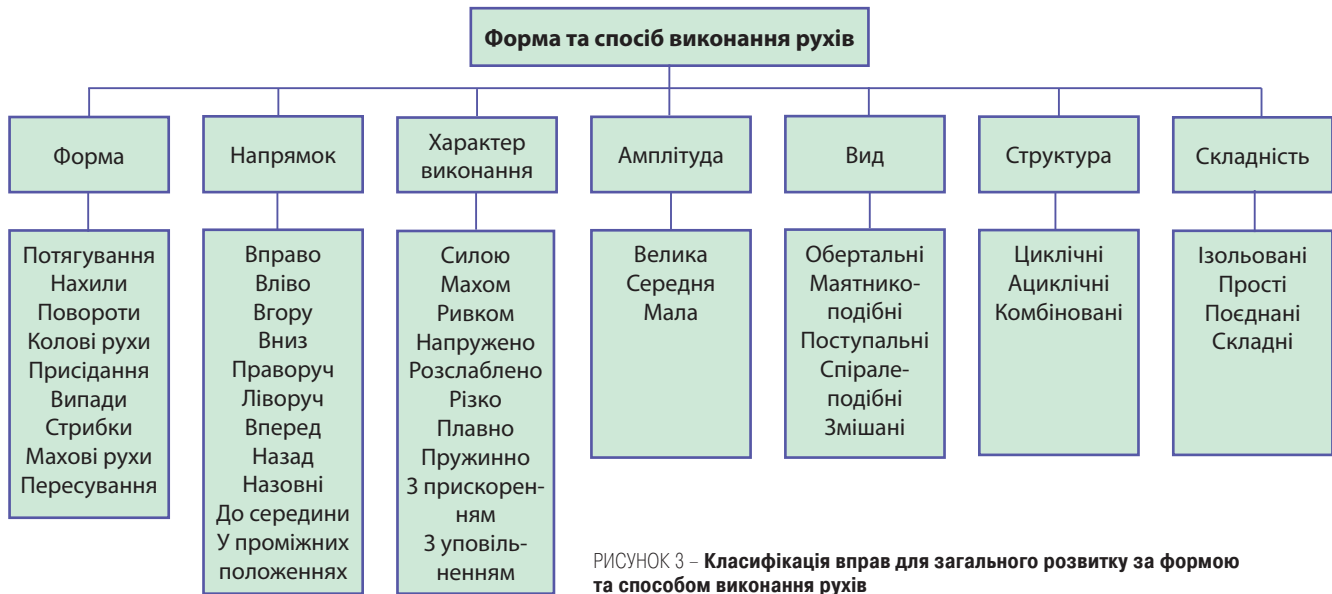 Форма та спосіб виконання рухів
Форма
Напрямок
Характер
виконання
Амплітуда
Вид
Структура
Складність
Потягування
Нахили
Повороти
Колові рухи
Присідання
Випади
Стрибки
Махові рухи
Пересування
Вправо
Вліво
Вгору
Вниз
Праворуч
Ліворуч
Вперед
Назад
Назовні
До середини
У проміжних
положеннях
Силою
Махом
Ривком
Напружено
Розслаблено
Різко
Плавно
Пружинно
З прискорен-
ням
З уповіль-
ненням
Велика
Середня
Мала
Обертальні
Маятнико-
подібні
Поступальні
Спірале-
подібні
Змішані
Циклічні
Ациклічні
Комбіновані
Ізольовані
Прості
Поєднані
Складні
РИСУНОК 3 – Класифікація вправ для загального розвитку за формою
та способом виконання рухів